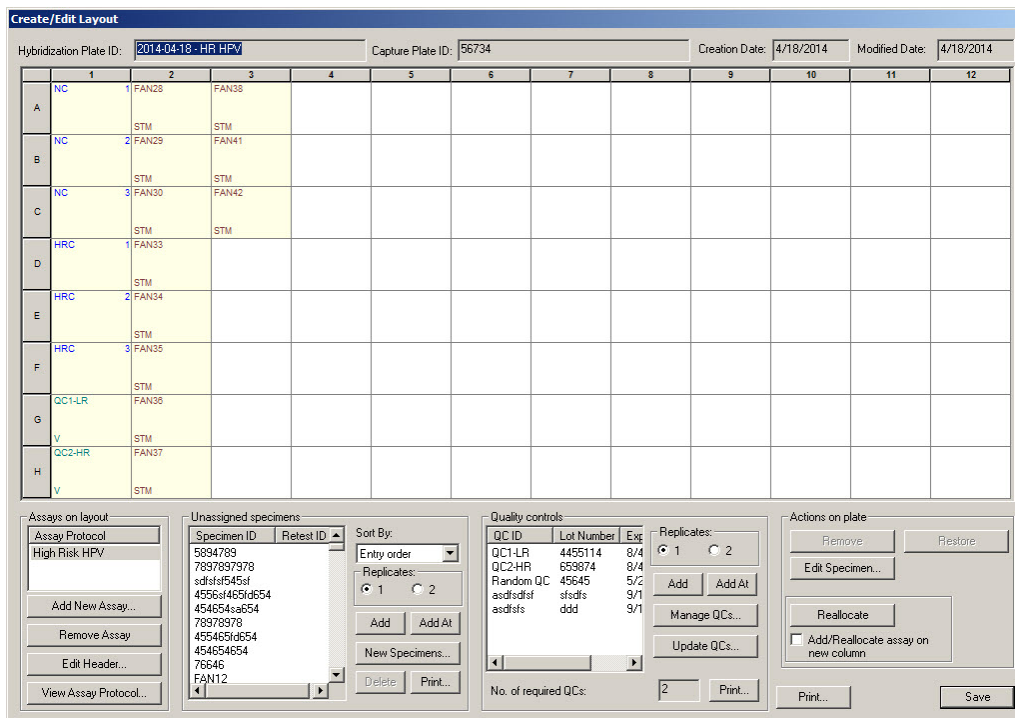 Create/Edit Layout
Hybridization Plate ID: 2014-04-18 - HR HPV Capture Plate ID: 56734 Creation Date: 4/18/2014 Modified Date: 4/18/2014
1 2 3 4 5 6 7 8 9 10 11 12
A NC 1 FAN28 FAN38
STM STM
B NC 2 FAN29 FAN41
STM STM
C NC 3 FAN30 FAN42
STM STM
D HRC 1 FAN33
STM
E HRC 2 FAN34
STM
F HRC 3 FAN35
STM
G QC1-LR FAN36
V STM
H QC2-HR FAN37
V STM
Assays on layout
Assay Protocol
High Risk HPV
Add New Assay...
Remove Assay
Edit Header...
View Assay Protocol...
Unassigned specimens
Specimen ID Retest ID
5894789
7897897978
sdfsfsf545sf
4556sf465fd654
454654sa654
78978978
455465fd654
454654654
76646
FAN12
Sort By:
Entry order
Replicates:
1 2
Add Add At
New Specimens...
Delete Print...
Quality controls
QC ID Lot Number Exp
QC1-LR 4455114 8/4
QC2-HR 659874 8/4
Random QC 45645 5/2
asdfsdfsf sfsdfs 9/1
asdfsfs ddd 9/1
No. of required QCs: 2 Print...
Replicates:
1 2
Add Add At
Manage QCs...
Update QCs...
Actions on plate
Remove Restore
Edit Specimen...
Reallocate
Add/Reallocate assay on
new column
Print... Save